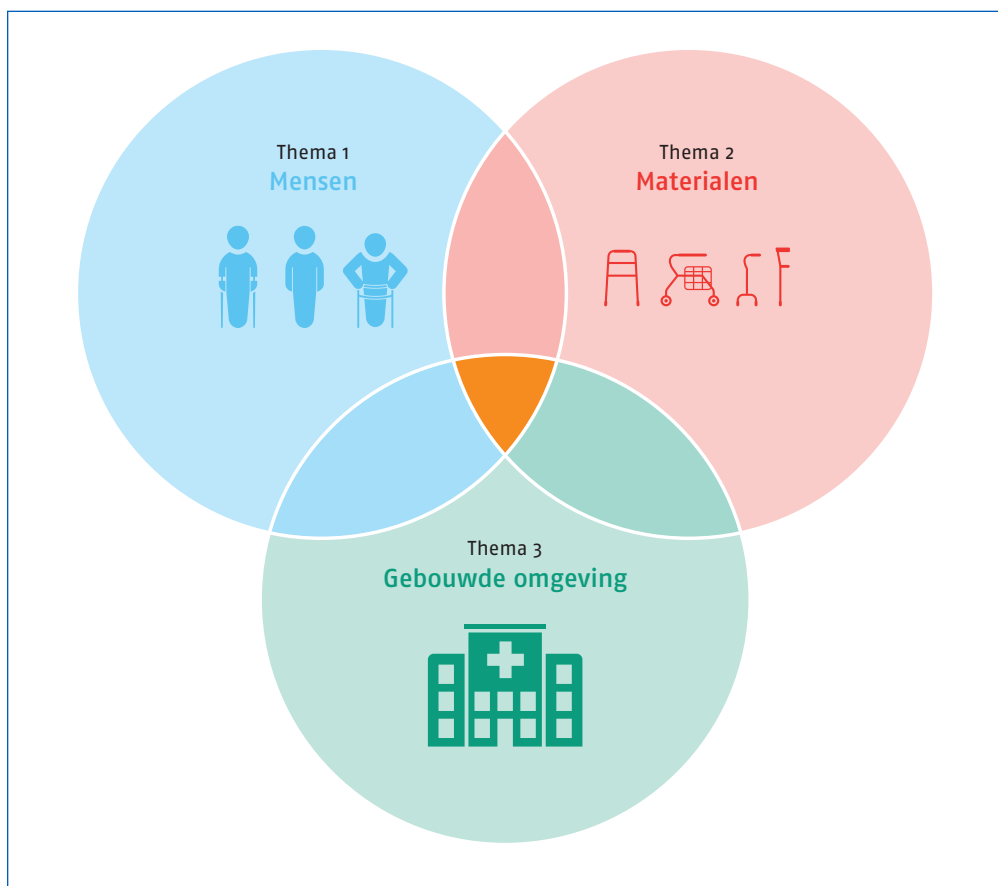 Thema 1
Mensen
Thema 2
Materialen
Thema 3
Gebouwde omgeving